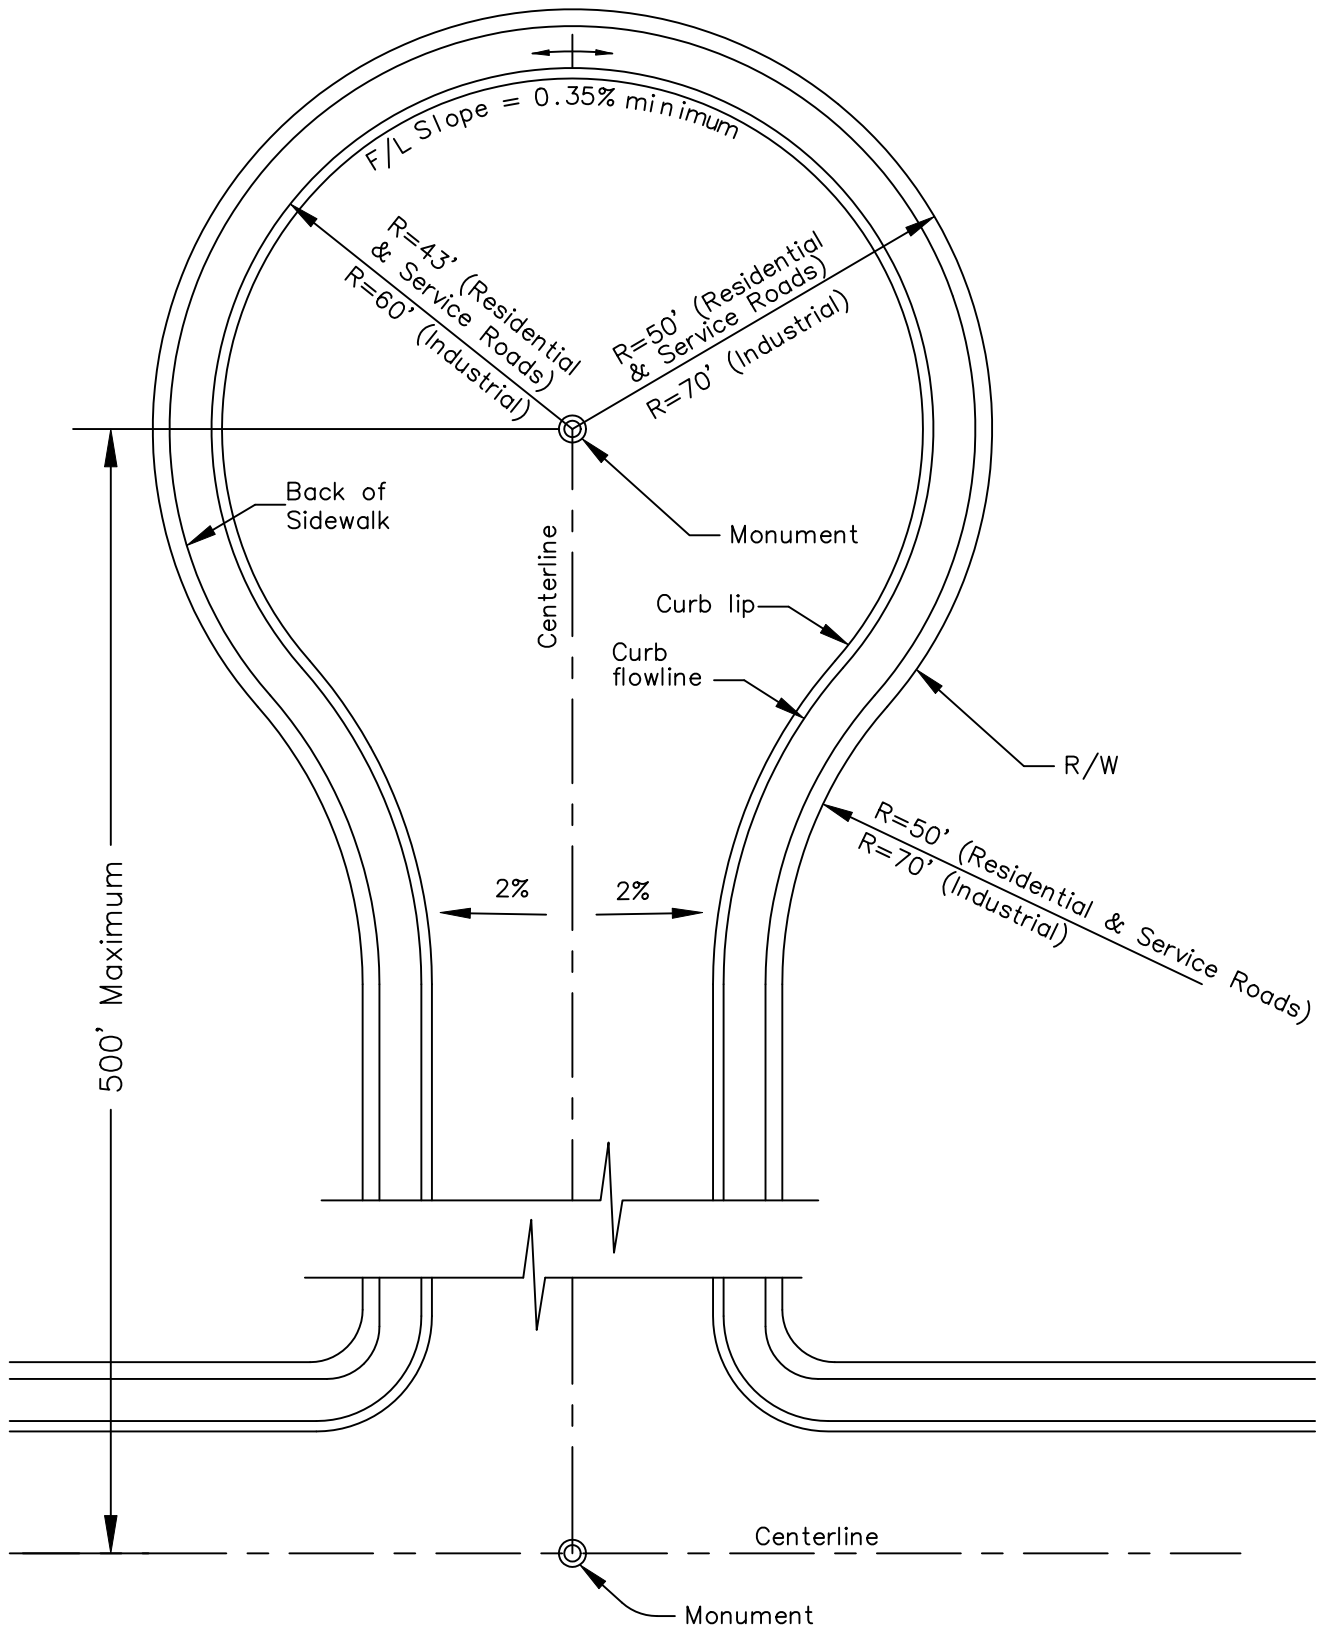 F/L Slope = 0.35% minimum
R=43' (Residential
& Service Roads)
R=60' (Industrial)
R=50' (Residential
& Service Roads)
R=70' (Industrial)
Back of
Sidewalk
Monument
Centerline
Curb lip
Curb
flowline
R/W
R=50' (Residential & Service Roads)
R=70' (Industrial)
2%
2%
500' Maximum
Centerline
Monument